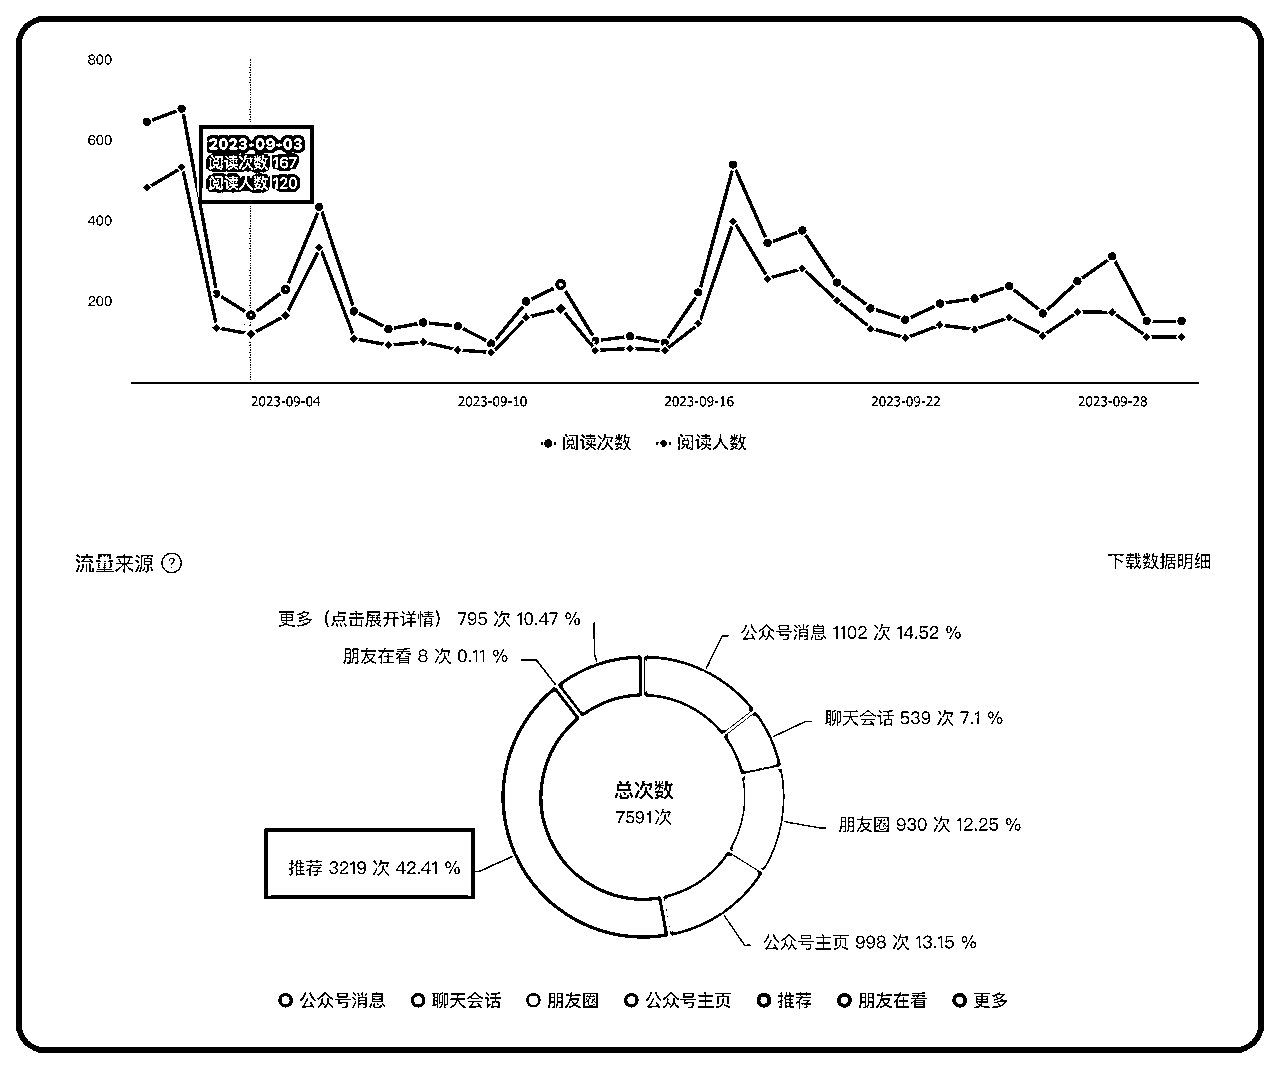 800
600
400
200
2023-09-03
阅读次数 167
阅读人数 120
2023-09-04
2023-09-10
2023-09-16
2023-09-22
2023-09-28
阅读次数
阅读人数
流量来源 ?
下载数据明细
更多（点击展开详情） 795 次 10.47 %
公众号消息 1102 次 14.52 %
朋友在看 8 次 0.11 %
聊天会话 539 次 7.1 %
总次数
7591次
朋友圈 930 次 12.25 %
推荐 3219 次 42.41 %
公众号主页 998 次 13.15 %
公众号消息
聊天会话
朋友圈
公众号主页
推荐
朋友在看
更多